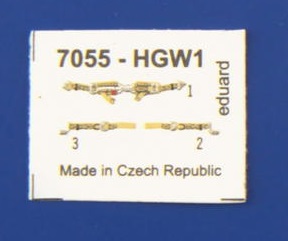 7055 - HGW1
eduard
1
3
2
Made in Czech Republic